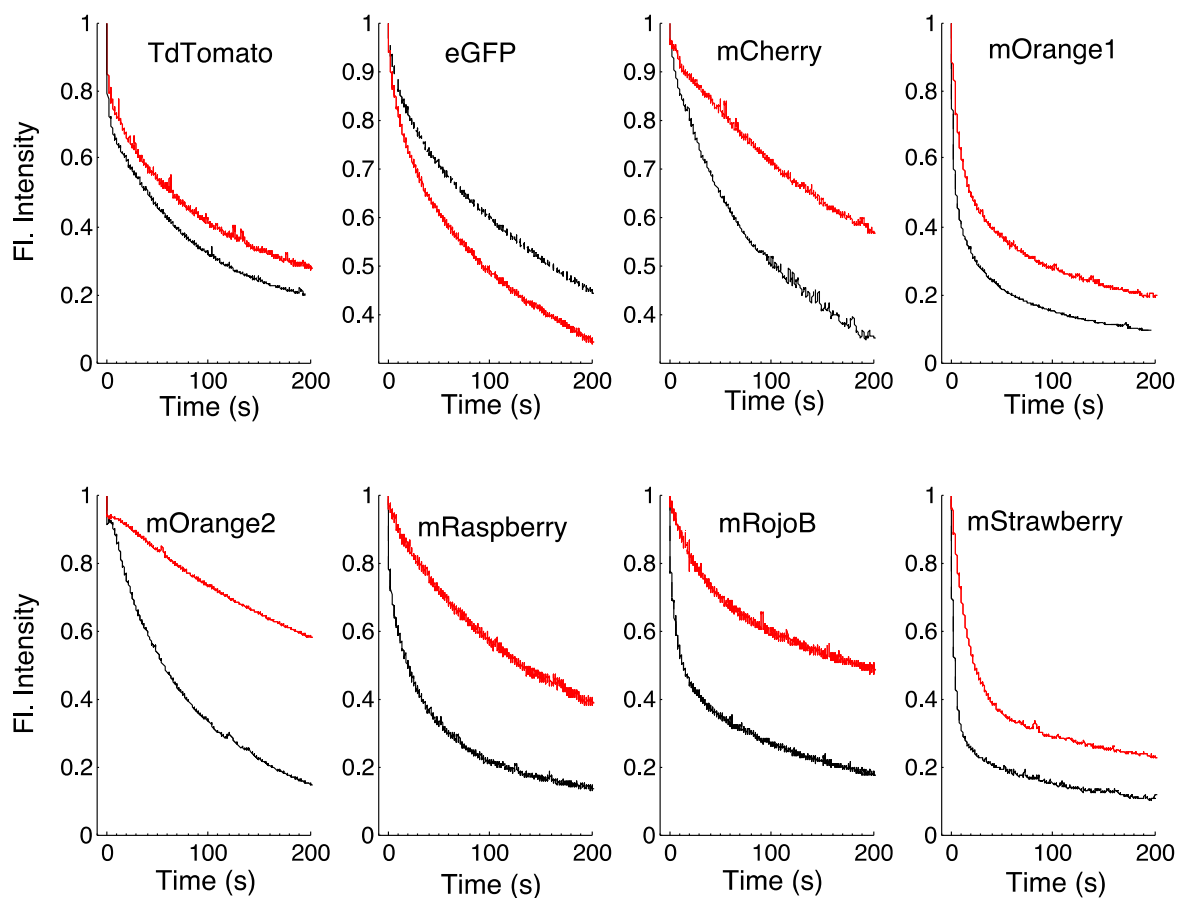 TdTomato
Fl. Intensity
1
0.8
0.6
0.4
0.2
0
0 100 200
Time (s)
eGFP
1
0.9
0.8
0.7
0.6
0.5
0.4
0 100 200
Time (s)
mCherry
1
0.9
0.8
0.7
0.6
0.5
0.4
0 100 200
Time (s)
mOrange1
1
0.8
0.6
0.4
0.2
0
0 100 200
Time (s)
mOrange2
Fl. Intensity
1
0.8
0.6
0.4
0.2
0
0 100 200
Time (s)
mRaspberry
1
0.8
0.6
0.4
0.2
0
0 100 200
Time (s)
mRojoB
1
0.8
0.6
0.4
0.2
0
0 100 200
Time (s)
mStrawberry
1
0.8
0.6
0.4
0.2
0
0 100 200
Time (s)